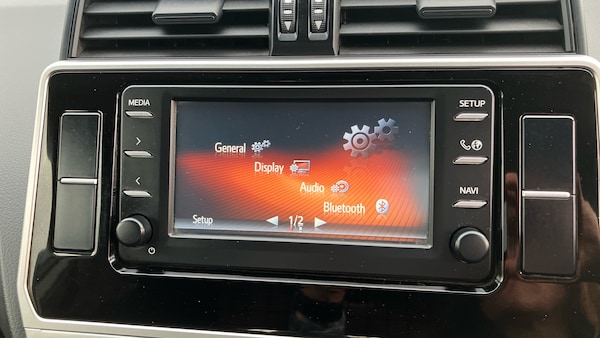 MEDIA
SETUP
General
Display
Audio
Bluetooth
NAVI
Setup
1/2